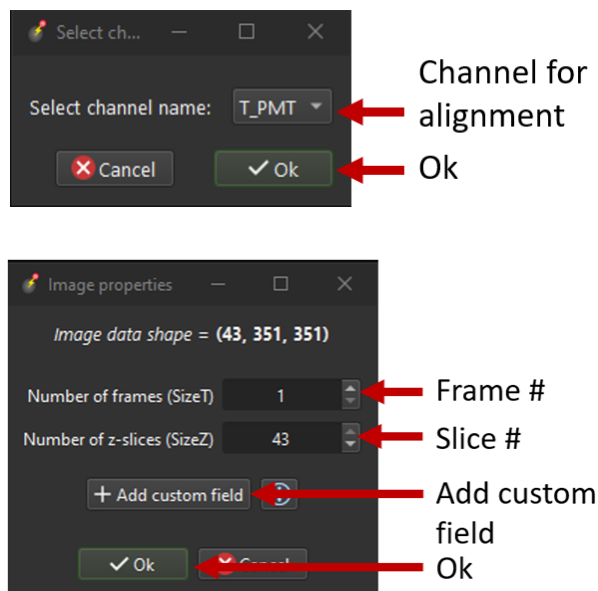 Select ch...
Select channel name: T_PMT
Cancel Ok
Channel for
alignment
Ok
Image properties
Image data shape = (43, 351, 351)
Number of frames (SizeT) 1
Number of z-slices (SizeZ) 43
+ Add custom field
Ok
Frame #
Slice #
Add custom
field
Ok